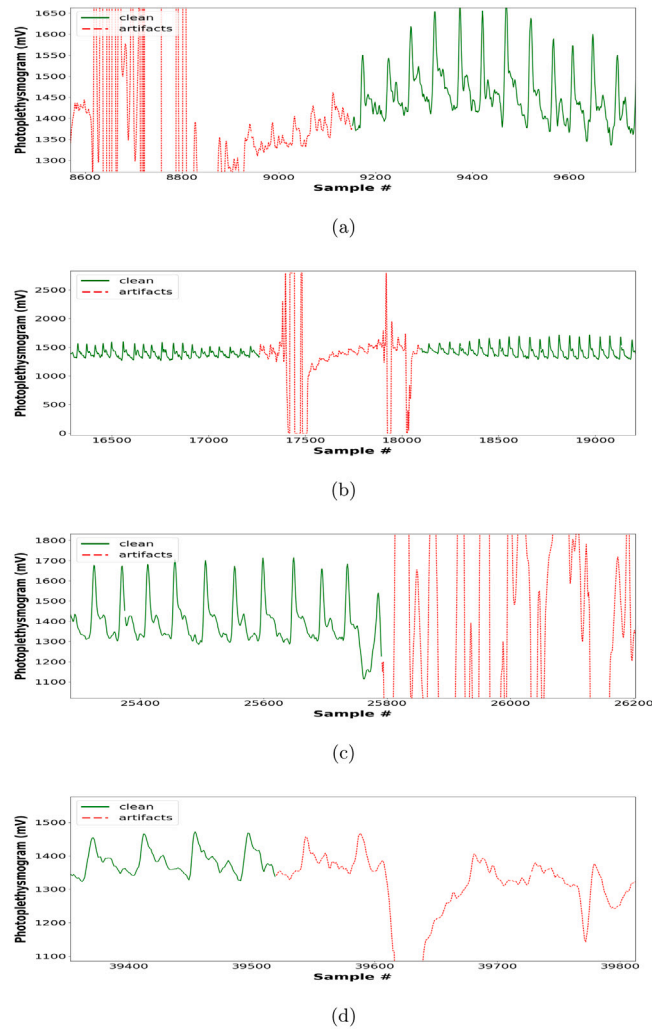 Photoplethysmogram (mV)
1650
1600
1550
1500
1450
1400
1350
1300
clean
artifacts
8600 8800 9000 9200 9400 9600
Sample #
(a)
Photoplethysmogram (mV)
2500
2000
1500
1000
500
0
clean
artifacts
16500 17000 17500 18000 18500 19000
Sample #
(b)
Photoplethysmogram (mV)
1800
1700
1600
1500
1400
1300
1200
1100
clean
artifacts
25400 25600 25800 26000 26200
Sample #
(c)
Photoplethysmogram (mV)
1500
1400
1300
1200
1100
clean
artifacts
39400 39500 39600 39700 39800
Sample #
(d)